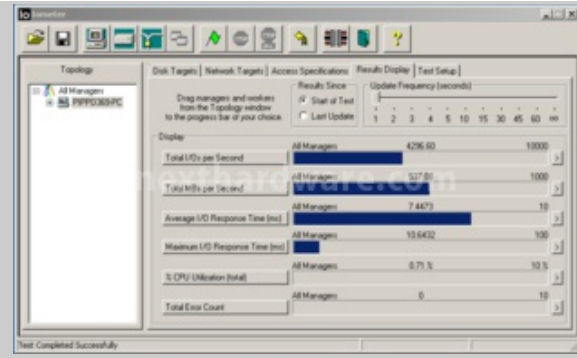 Iometer
Topology
All Managers
PIPPO369-PC
Disk Targets
Network Targets
Access Specifications
Results Display
Test Setup
Drag managers and workers
from the Topology window
to the progress bar of your choice.
Results Since
Start of Test
Last Update
Update Frequency (seconds)
1 2 3 4 5 10 15 30 45 60 ∞
Display
All Managers 4296.60 10000
Total I/Os per Second
All Managers 537.08 1000
Total MBs per Second
nexthardware.com
All Managers 7.4473 10
Average I/O Response Time (ms)
All Managers 10.6432 100
Maximum I/O Response Time (ms)
All Managers 0.71 % 10 %
% CPU Utilization (total)
All Managers 0 10
Total Error Count
Test Completed Successfully